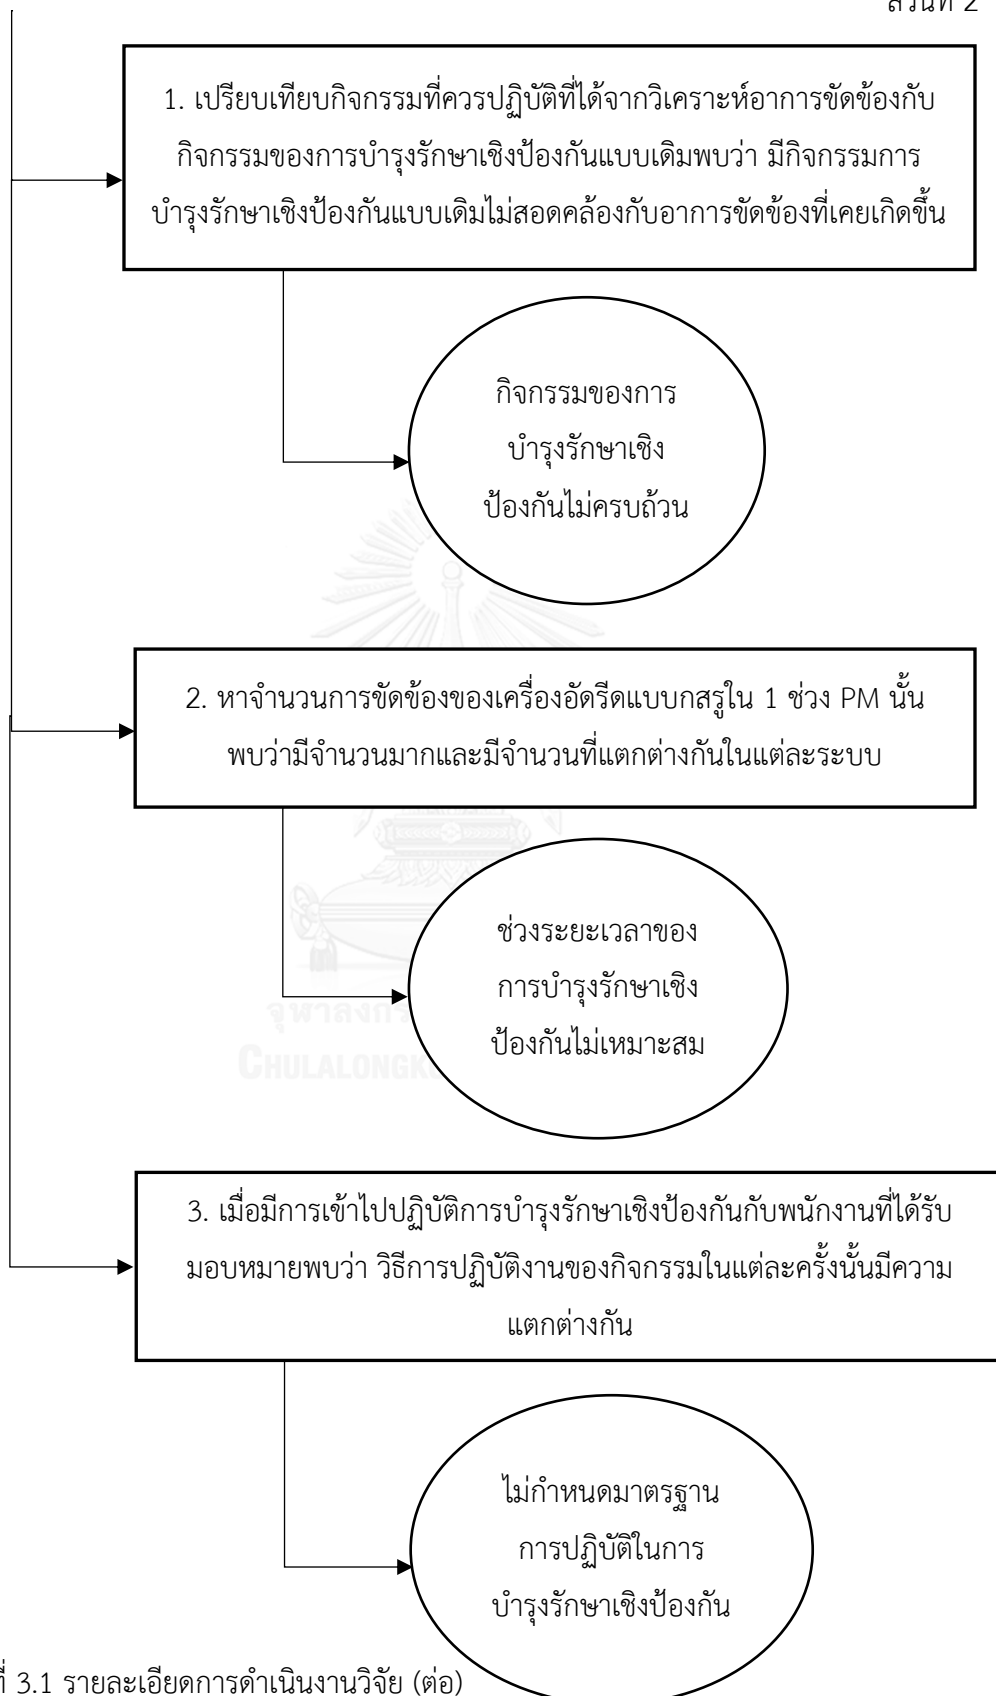 ส่วนที่ 2
1. เปรียบเทียบกิจกรรมที่ควรปฏิบัติที่ได้จากวิเคราะห์อาการขัดข้องกับ
กิจกรรมของการบำรุงรักษาเชิงป้องกันแบบเดิมพบว่า มีกิจกรรมการ
บำรุงรักษาเชิงป้องกันแบบเดิมไม่สอดคล้องกับอาการขัดข้องที่เคยเกิดขึ้น
กิจกรรมของการ
บำรุงรักษาเชิง
ป้องกันไม่ครบถ้วน
2. หาจำนวนการขัดข้องของเครื่องอัดรีดแบบกสรูใน 1 ช่วง PM นั้น
พบว่ามีจำนวนมากและมีจำนวนที่แตกต่างกันในแต่ละระบบ
ช่วงระยะเวลาของ
การบำรุงรักษาเชิง
ป้องกันไม่เหมาะสม
จุฬาลงกร
CHULALONGK
3. เมื่อมีการเข้าไปปฏิบัติการบำรุงรักษาเชิงป้องกันกับพนักงานที่ได้รับ
มอบหมายพบว่า วิธีการปฏิบัติงานของกิจกรรมในแต่ละครั้งนั้นมีความ
แตกต่างกัน
ไม่กำหนดมาตรฐาน
การปฏิบัติในการ
บำรุงรักษาเชิงป้องกัน
ที่ 3.1 รายละเอียดการดำเนินงานวิจัย (ต่อ)